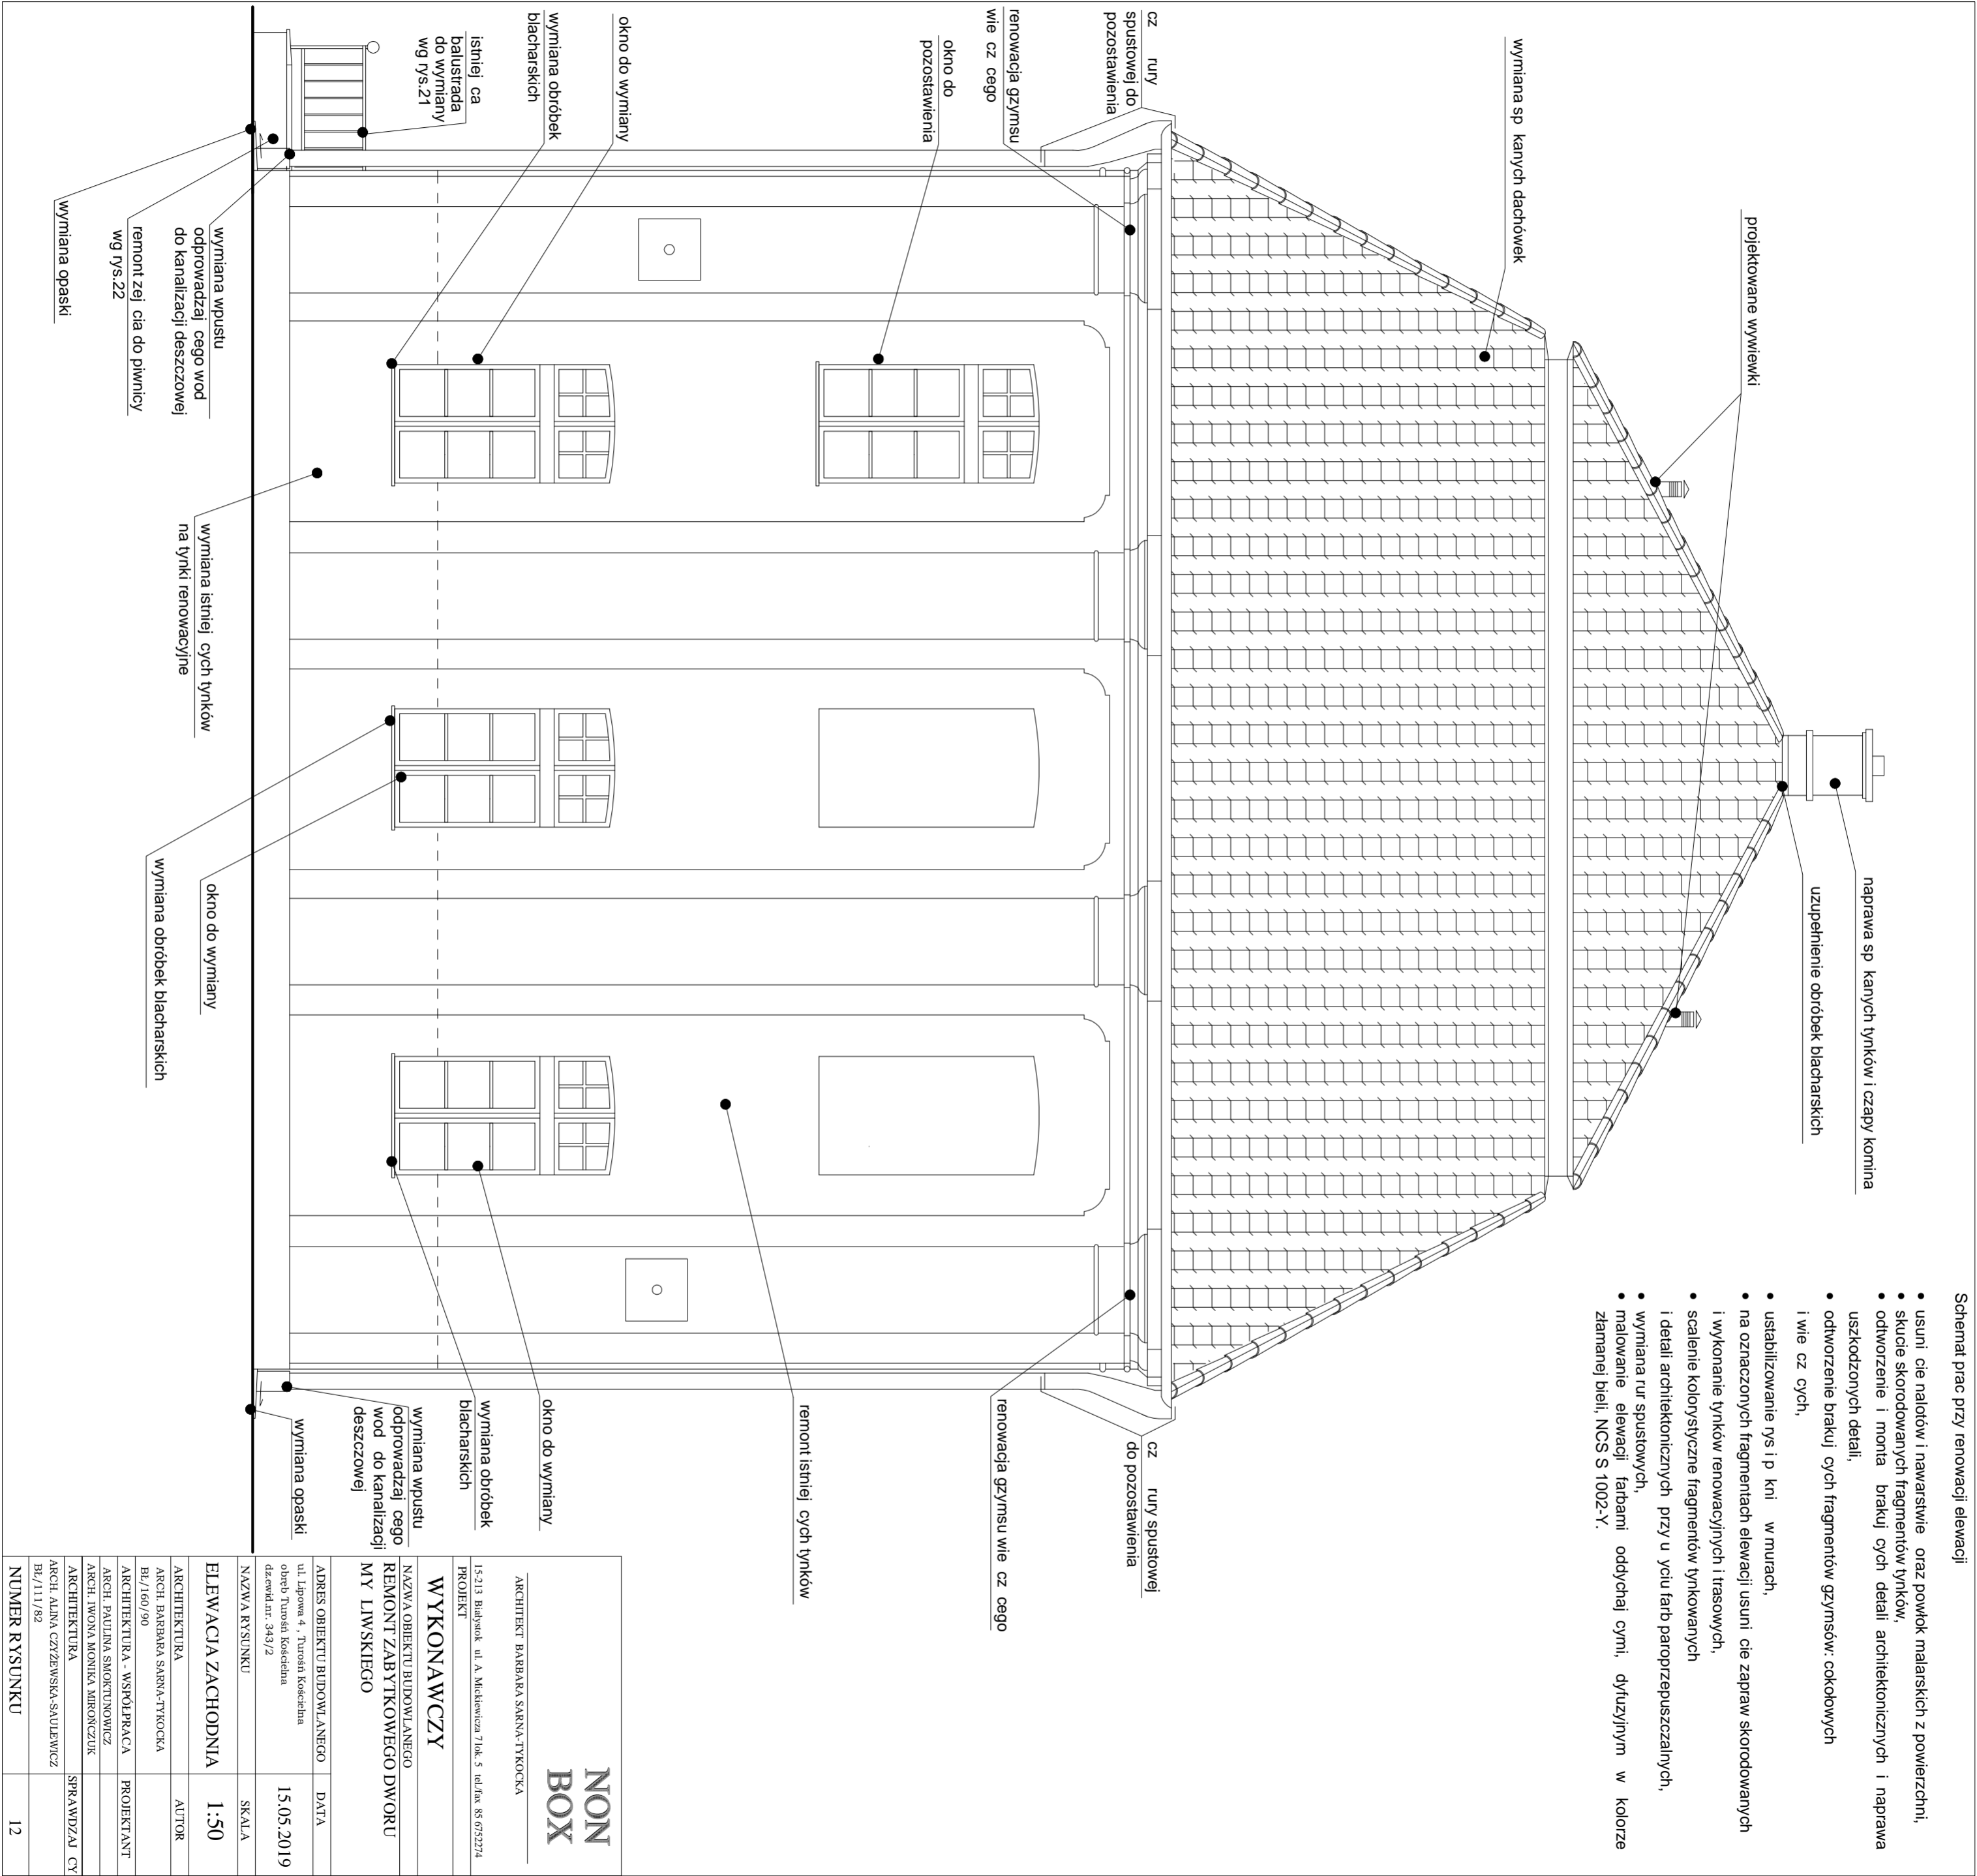 Schemat prac przy renowacji elewacji
• usuni cie nalotów i nawarstwie oraz powłok malarskich z powierzchni,
• skucie skorodowanych fragmentów tynków,
• odtworzenie i monta brakuj cych detali architektonicznych i naprawa
uszkodzonych detali,
• odtworzenie brakuj cych fragmentów gzymsów: cokołowych
i wie cz cych,
• ustabilizowanie rys i p kni w murach,
• na oznaczonych fragmentach elewacji usuni cie zapraw skorodowanych
i wykonanie tynków renowacyjnych i trasowych,
• scalenie kolorystyczne fragmentów tynkowanych
i detali architektonicznych przy u yciu farb paroprzepuszczalnych,
• wymiana rur spustowych,
• malowanie elewacji farbami oddychaj cymi, dyfuzyjnym w kolorze
złamanej bieli, NCS S 1002-Y.
naprawa sp kanych tynków i czapy komina
uzupełnienie obróbek blacharskich
projektowane wywiewki
wymiana sp kanych dachówek
cz rury
spustowej do
pozostawienia
renowacja gzymsu
wie cz cego
okno do
pozostawienia
okno do wymiany
wymiana obróbek
blacharskich
istniej ca
balustrada
do wymiany
wg rys.21
wymiana wpustu
odprowadzaj cego wod
do kanalizacji deszczowej
remont zej cia do piwnicy
wg rys.22
wymiana opaski
wymiana istniej cych tynków
na tynki renowacyjne
okno do wymiany
wymiana obróbek blacharskich
cz rury spustowej
do pozostawienia
renowacja gzymsu wie cz cego
remont istniej cych tynków
okno do wymiany
wymiana obróbek
blacharskich
wymiana wpustu
odprowadzaj cego
wod do kanalizacji
deszczowej
wymiana opaski
NON
BOX
ARCHITEKT BARBARA SARNA-TYKOCKA
15-213 Białystok ul. A. Mickiewicza 7 lok. 5 tel./fax 85 6752274
PROJEKT
WYKONAWCZY
NAZWA OBIEKTU BUDOWLANEGO
REMONT ZABYTKOWEGO DWORU
MY LIWSKIEGO
ADRES OBIEKTU BUDOWLANEGO DATA
ul. Lipowa 4 , Turośń Kościelna
obręb Turośń Kościelna
dz.ewid.nr. 343/2
15.05.2019
NAZWA RYSUNKU SKALA
ELEWACJA ZACHODNIA 1:50
ARCHITEKTURA AUTOR
ARCH. BARBARA SARNA-TYKOCKA
BŁ/160/90
ARCHITEKTURA - WSPÓŁPRACA PROJEKTANT
ARCH. PAULINA SMOKTUNOWICZ
ARCH. IWONA MONIKA MIROŃCZUK
ARCHITEKTURA SPRAWDZAJ CY
ARCH. ALINA CZYŻEWSKA-SAULEWICZ
BŁ/111/82
NUMER RYSUNKU 12